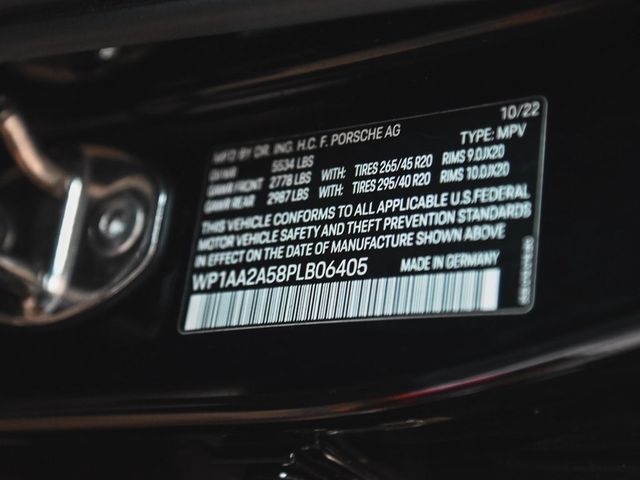 10/22
MFD BY DR. ING. H.C. F. PORSCHE AG TYPE: MPV
GVWR 5534 LBS
GAWR FRONT 2778 LBS WITH: TIRES 265/45 R20 RIMS 9.0JX20
GAWR REAR 2987 LBS WITH: TIRES 295/40 R20 RIMS 10.0JX20
THIS VEHICLE CONFORMS TO ALL APPLICABLE U.S. FEDERAL
MOTOR VEHICLE SAFETY AND THEFT PREVENTION STANDARDS
IN EFFECT ON THE DATE OF MANUFACTURE SHOWN ABOVE
WP1AA2A58PLB06405 MADE IN GERMANY